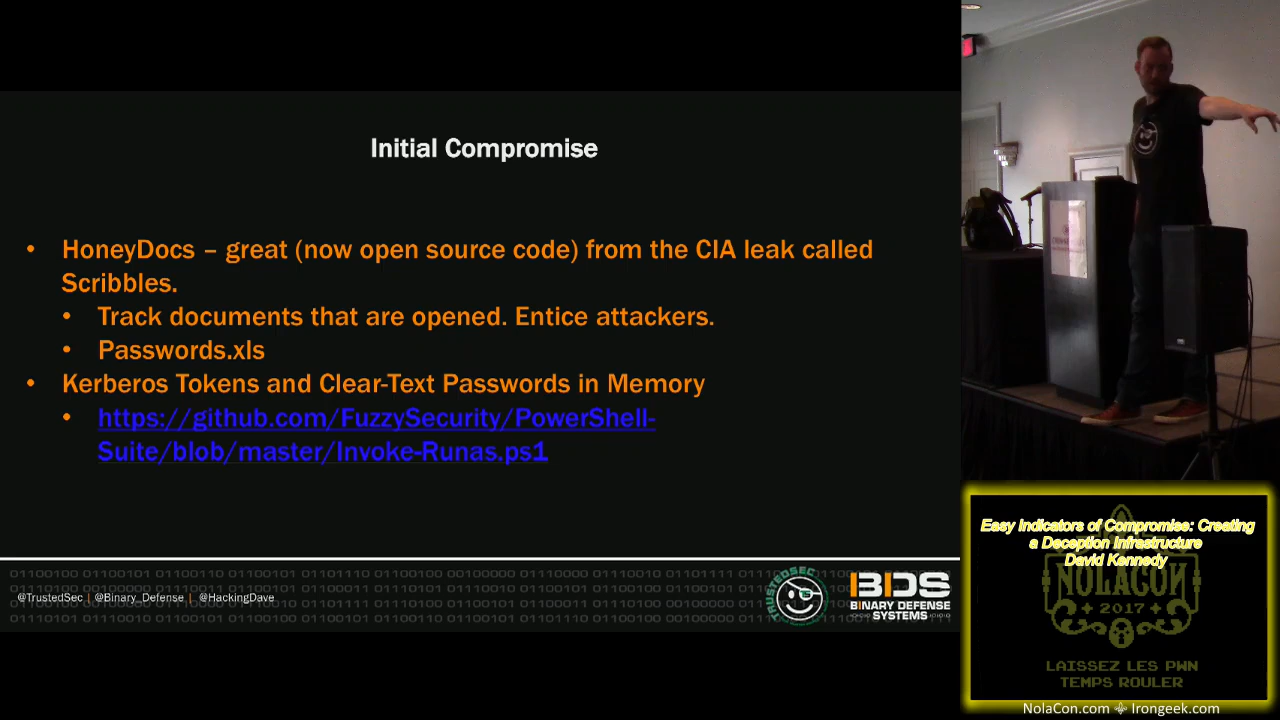 Initial Compromise
• HoneyDocs – great (now open source code) from the CIA leak called
Scribbles.
• Track documents that are opened. Entice attackers.
• Passwords.xls
• Kerberos Tokens and Clear-Text Passwords in Memory
• https://github.com/FuzzySecurity/PowerShell-
Suite/blob/master/Invoke-Runas.ps1
@TrustedSec | @Binary_Defense | @HackingDave
TRUSTEDSEC
BDS
BINARY DEFENSE
SYSTEMS
Easy Indicators of Compromise: Creating
a Deception Infrastructure
David Kennedy
NOLACON
2017
LAISSEZ LES PWN
TEMPS ROULER
NolaCon.com Irongeek.com